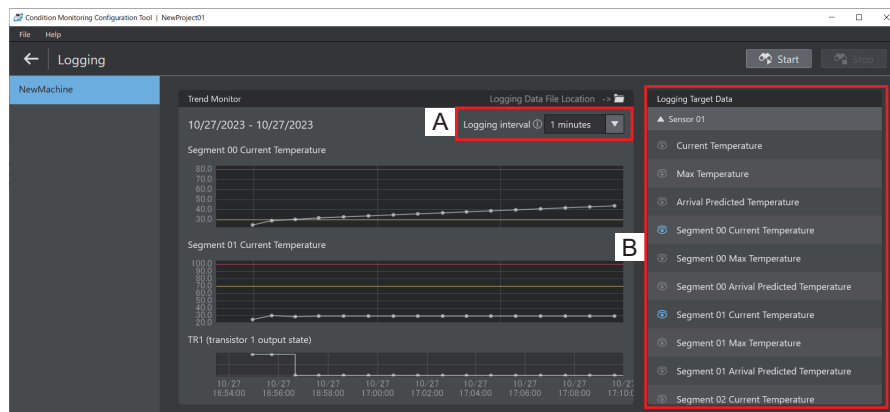 Condition Monitoring Configuration Tool | NewProject01
File Help
Logging
Start
Stop
NewMachine
Trend Monitor
Logging Data File Location ->
10/27/2023 - 10/27/2023
A
Logging interval
1 minutes
Segment 00 Current Temperature
80.0
70.0
60.0
50.0
40.0
30.0
Segment 01 Current Temperature
100.0
90.0
80.0
70.0
60.0
50.0
40.0
30.0
20.0
TR1 (transistor 1 output state)
10/27 10/27 10/27 10/27 10/27 10/27 10/27 10/27 10/27
16:54:00 16:56:00 16:58:00 17:00:00 17:02:00 17:04:00 17:06:00 17:08:00 17:10:0
B
Logging Target Data
Sensor 01
Current Temperature
Max Temperature
Arrival Predicted Temperature
Segment 00 Current Temperature
Segment 00 Max Temperature
Segment 00 Arrival Predicted Temperature
Segment 01 Current Temperature
Segment 01 Max Temperature
Segment 01 Arrival Predicted Temperature
Segment 02 Current Temperature